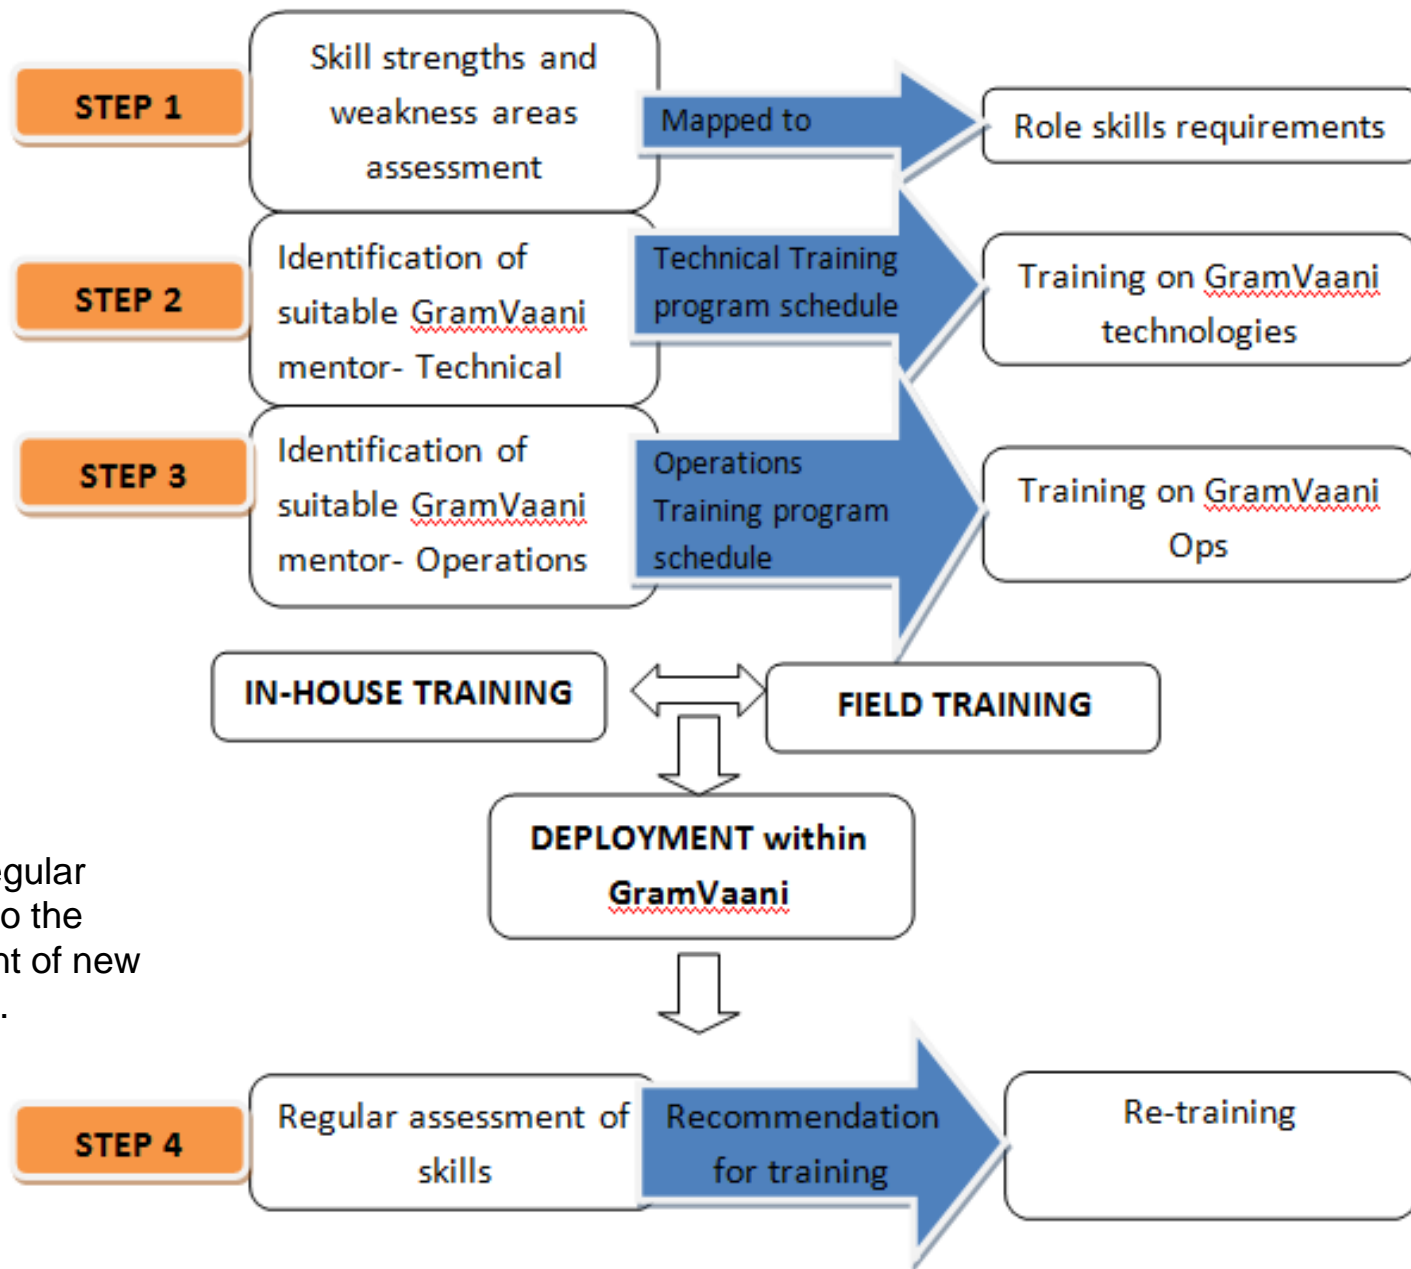 STEP 1
Skill strengths and
weakness areas
assessment
Mapped to
Role skills requirements
STEP 2
Identification of
suitable GramVaani
mentor- Technical
Technical Training
program schedule
Training on GramVaani
technologies
STEP 3
Identification of
suitable GramVaani
mentor- Operations
Operations
Training program
schedule
Training on GramVaani
Ops
IN-HOUSE TRAINING
FIELD TRAINING
DEPLOYMENT within
GramVaani
egular
o the
nt of new
.
STEP 4
Regular assessment of
skills
Recommendation
for training
Re-training